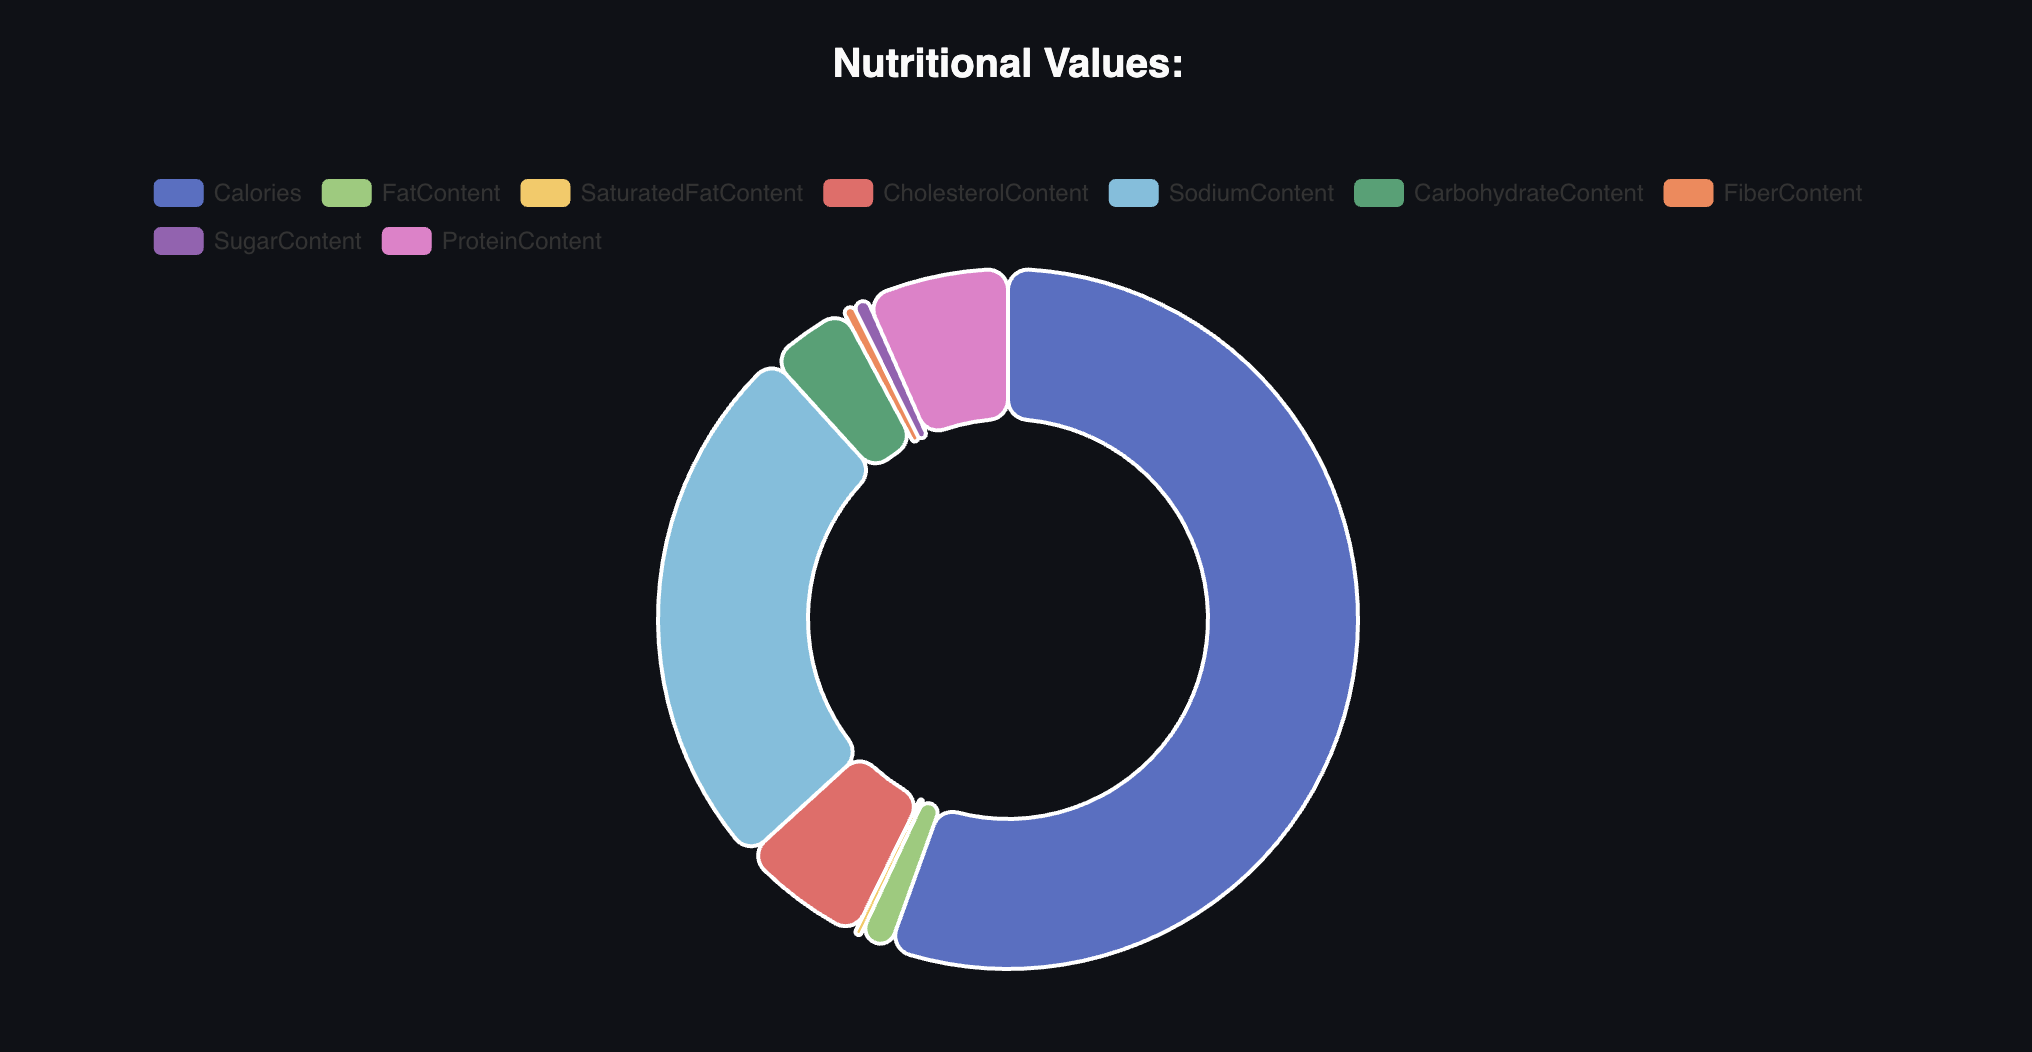 Nutritional Values:
Calories FatContent SaturatedFatContent CholesterolContent SodiumContent CarbohydrateContent FiberContent
SugarContent ProteinContent